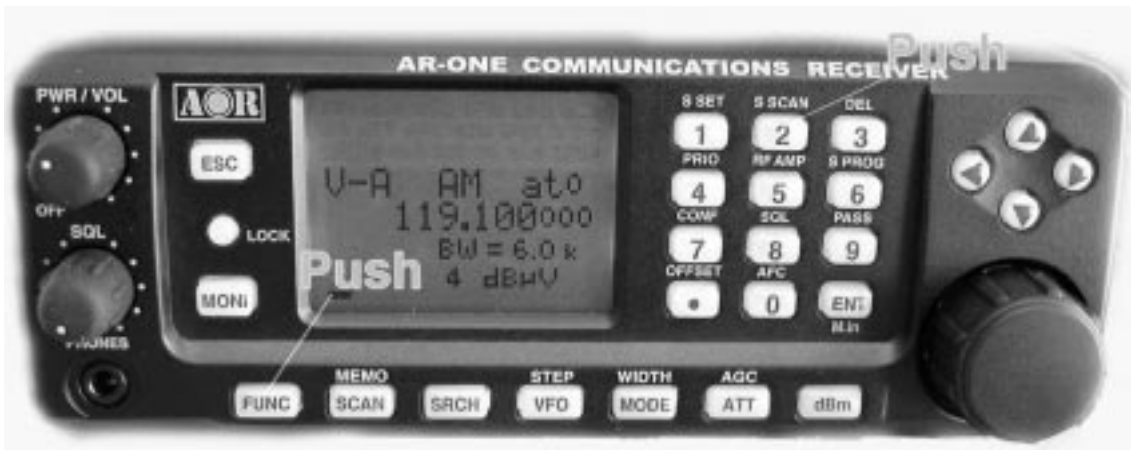 Push
AR-ONE COMMUNICATIONS RECEIVER
PWR / VOL
AOR
S SET S SCAN DEL
1 2 3
ESC
PRIO RF AMP S PROG
4 5 6
V-A AM ato
OFF
CONF SQL PASS
119.100000
SQL
LOCK
7 8 9
BW = 6.0 k
Push
OFFSET AFC
4 dBμV
MONi
• 0 ENT
M.in
PHONES
MEMO STEP WIDTH AGC
FUNC SCAN SRCH VFO MODE ATT dBm